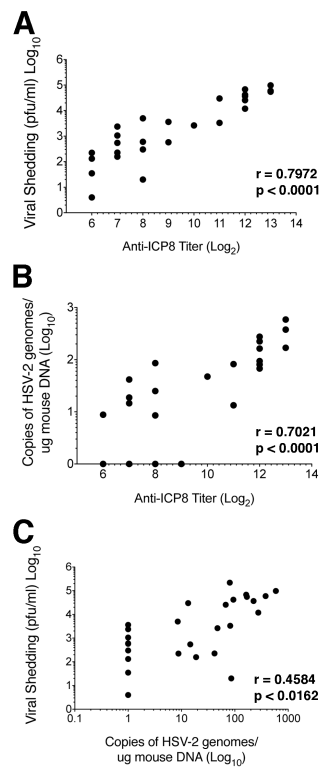 A
Viral Shedding (pfu/ml) Log10
6
5
4
3
2
1
0
r = 0.7972
p < 0.0001
6 7 8 9 10 11 12 13 14
Anti-ICP8 Titer (Log2)
B
Copies of HSV-2 genomes/
ug mouse DNA (Log10)
3
2
1
0
r = 0.7021
p < 0.0001
6 7 8 9 10 11 12 13 14
Anti-ICP8 Titer (Log2)
C
Viral Shedding (pfu/ml) Log10
6
5
4
3
2
1
0
r = 0.4584
p < 0.0162
0.1 1 10 100 1000
Copies of HSV-2 genomes/
ug mouse DNA (Log10)